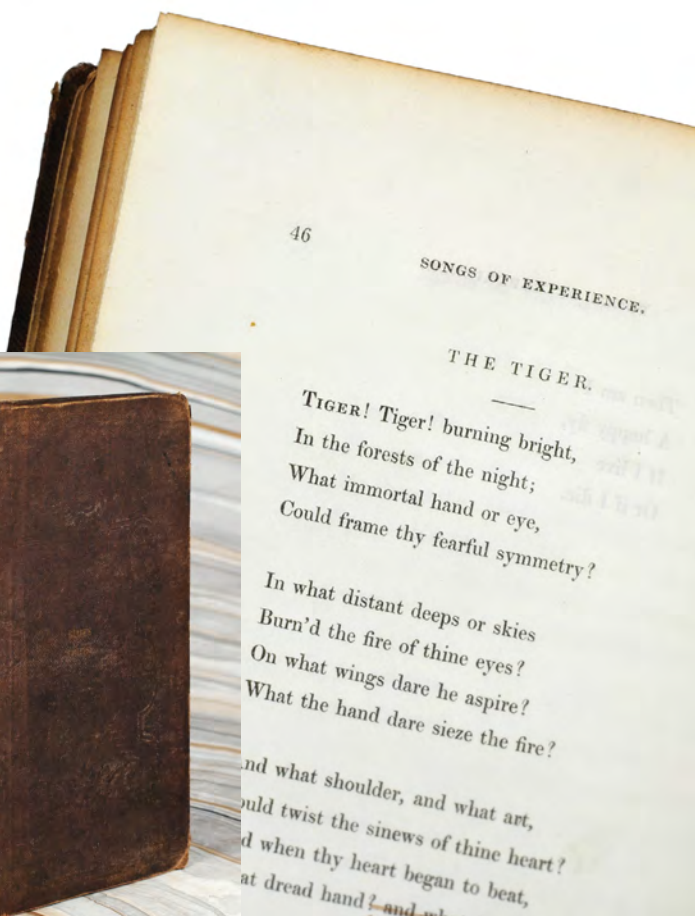 46
SONGS OF EXPERIENCE.
THE TIGER.
TIGER! Tiger! burning bright,
In the forests of the night;
What immortal hand or eye,
Could frame thy fearful symmetry?
In what distant deeps or skies
Burn'd the fire of thine eyes?
On what wings dare he aspire?
What the hand dare sieze the fire?
nd what shoulder, and what art,
uld twist the sinews of thine heart?
d when thy heart began to beat,
at dread hand? and